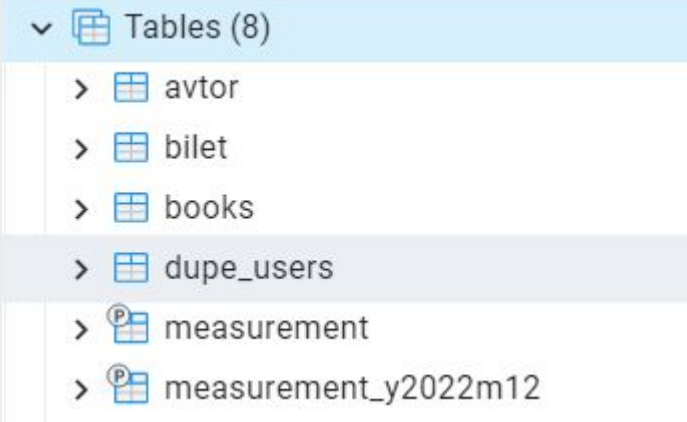 Tables (8)
avtor
bilet
books
dupe_users
P measurement
P measurement_y2022m12